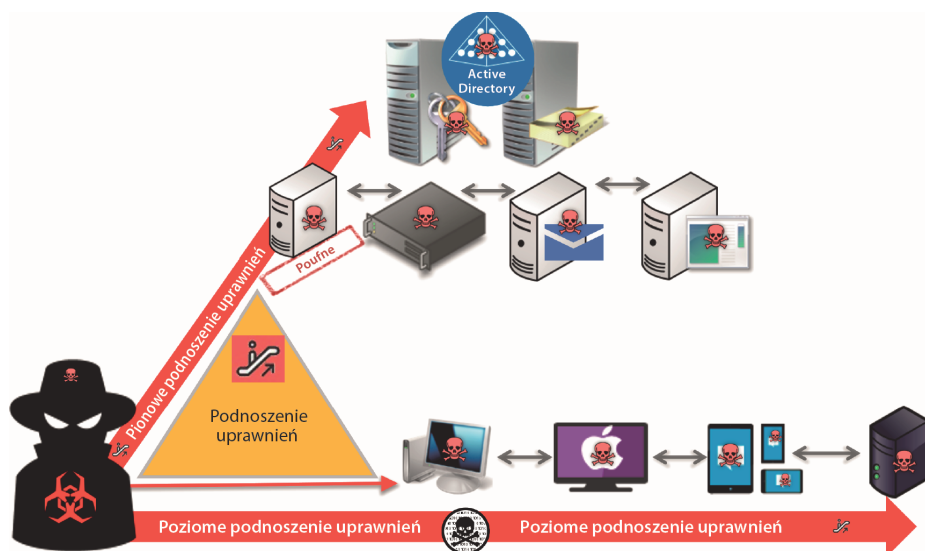 Active
Directory
Poufne
Pionowe podnoszenie uprawnień
Podnoszenie
uprawnień
Poziome podnoszenie uprawnień
Poziome podnoszenie uprawnień